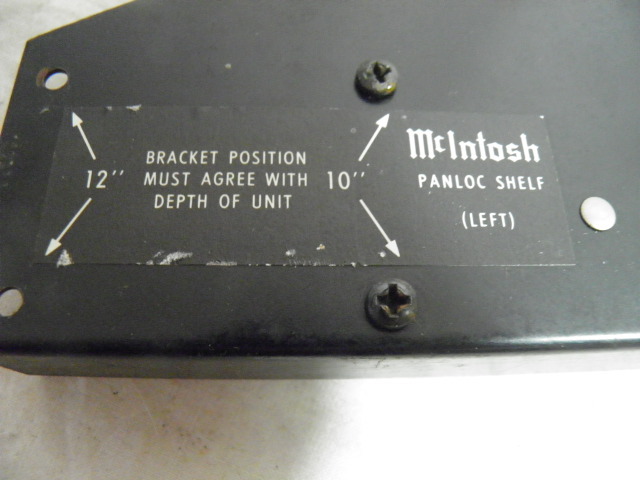 BRACKET POSITION
12'' MUST AGREE WITH 10''
DEPTH OF UNIT
McIntosh
PANLOC SHELF
(LEFT)